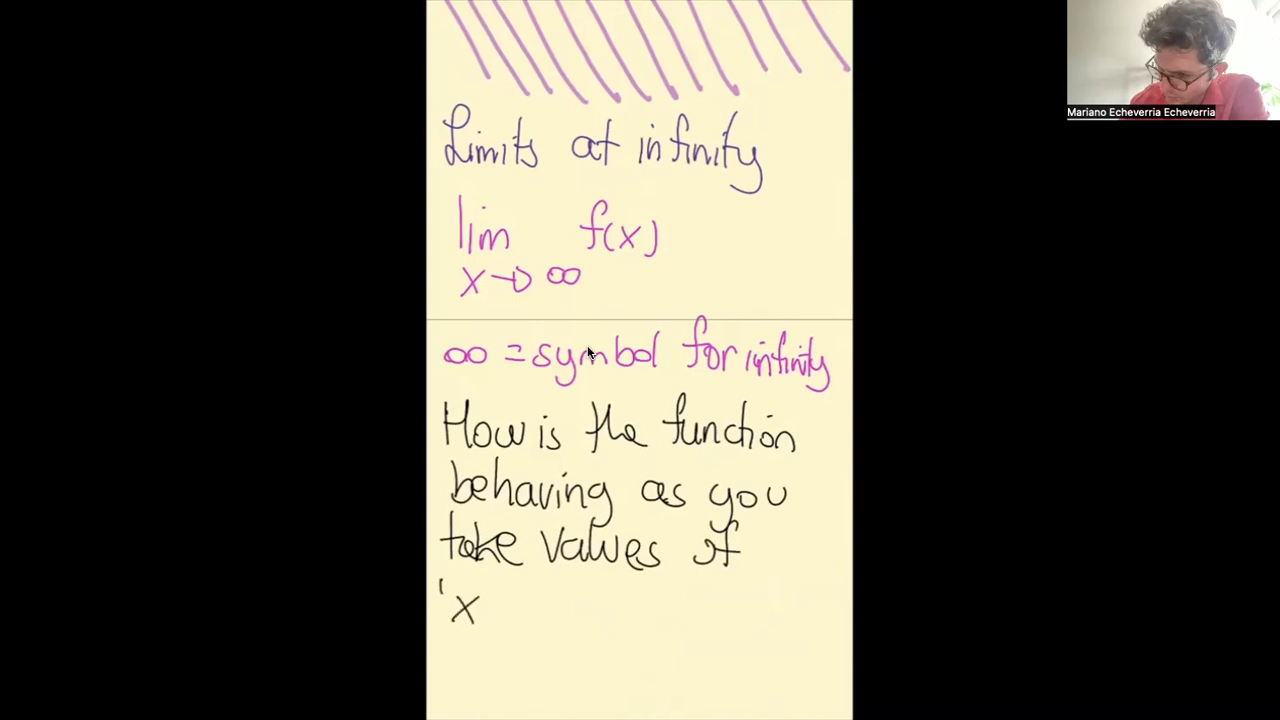 Limits at infinity
lim f(x)
x→∞
∞ = symbol for infinity
How is the function
behaving as you
take values of
'x
Mariano Echeverria Echeverria